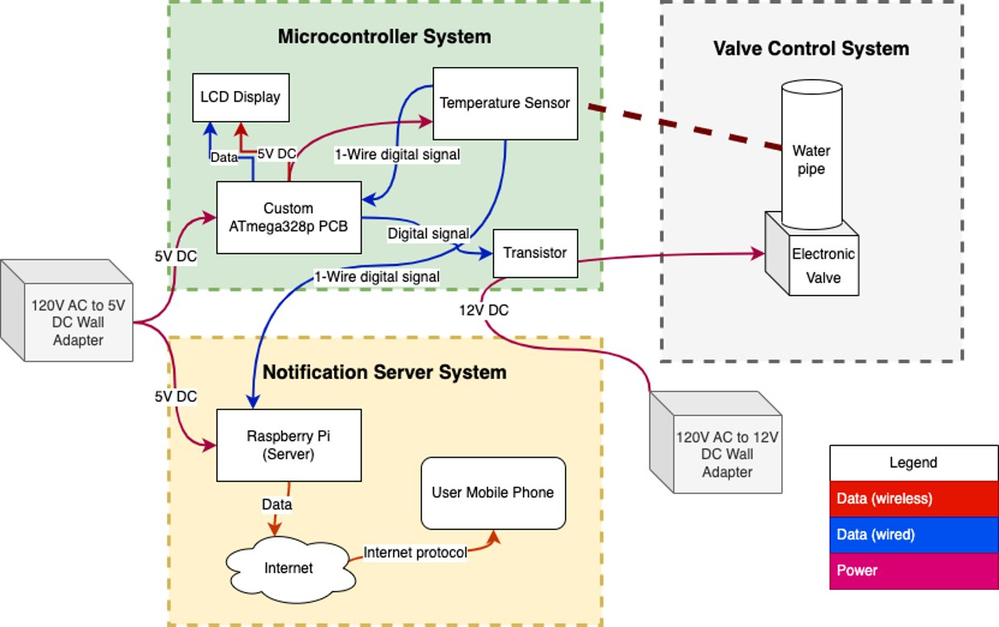 Microcontroller System
LCD Display
Temperature Sensor
Data
5V DC
1-Wire digital signal
Custom
ATmega328p PCB
Digital signal
Transistor
1-Wire digital signal
5V DC
120V AC to 5V
DC Wall
Adapter
5V DC
12V DC
Valve Control System
Water
pipe
Electronic
Valve
120V AC to 12V
DC Wall
Adapter
Notification Server System
Raspberry Pi
(Server)
Data
Internet
Internet protocol
User Mobile Phone
Legend
Data (wireless)
Data (wired)
Power